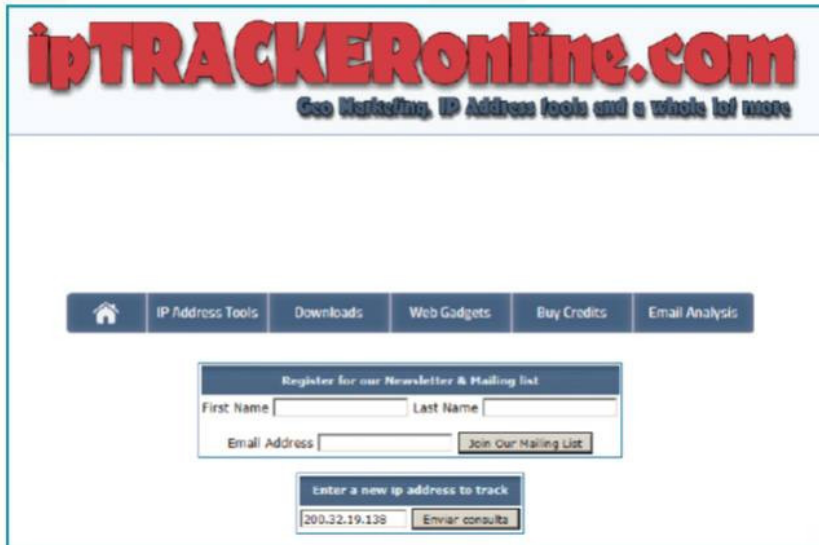 ipTRACKERonline.com
Geo Marketing, IP Address tools and a whole lot more
IP Address Tools Downloads Web Gadgets Buy Credits Email Analysis
Register for our Newsletter & Mailing list
First Name Last Name
Email Address Join Our Mailing List
Enter a new ip address to track
200.32.19.138 Enviar consulta